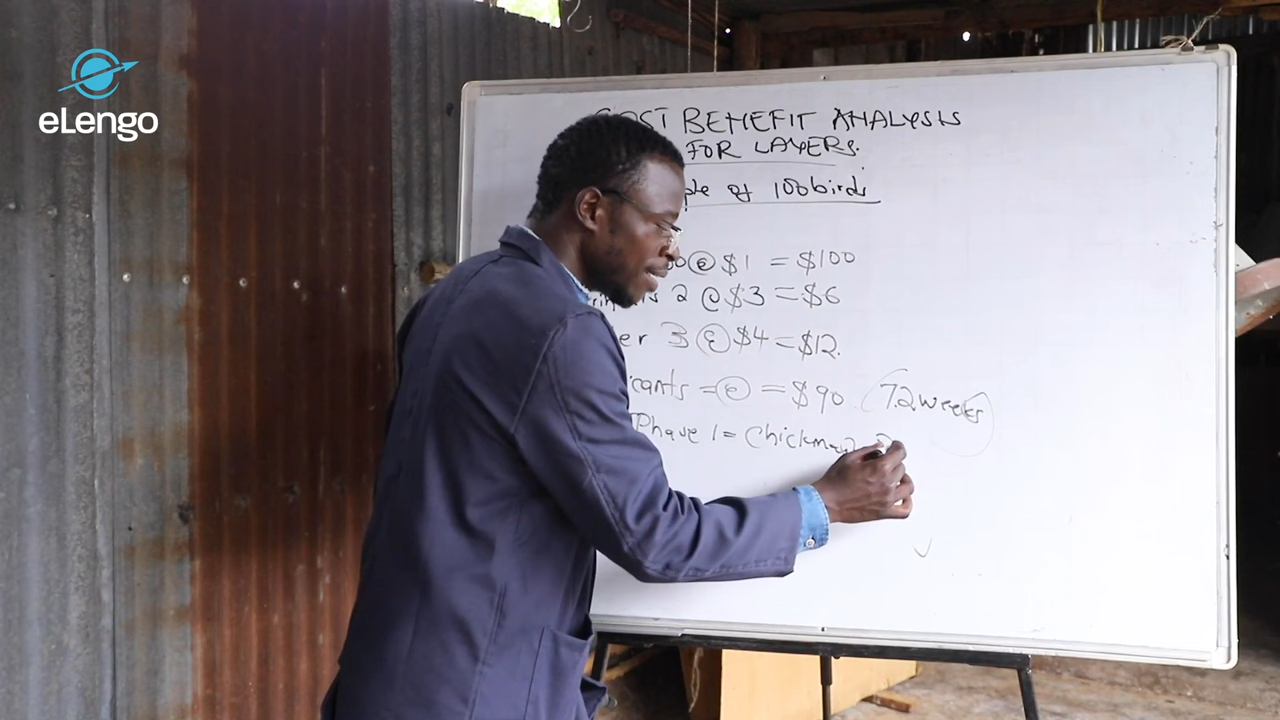 eLengo
COST BENEFIT ANALYSIS
FOR LAYERS.
of 100 birds
@ $1 = $100
2 @ $3 = $6
3 @ $4 = $12.
= @ = $90 (72 weeks)
Phase 1 =